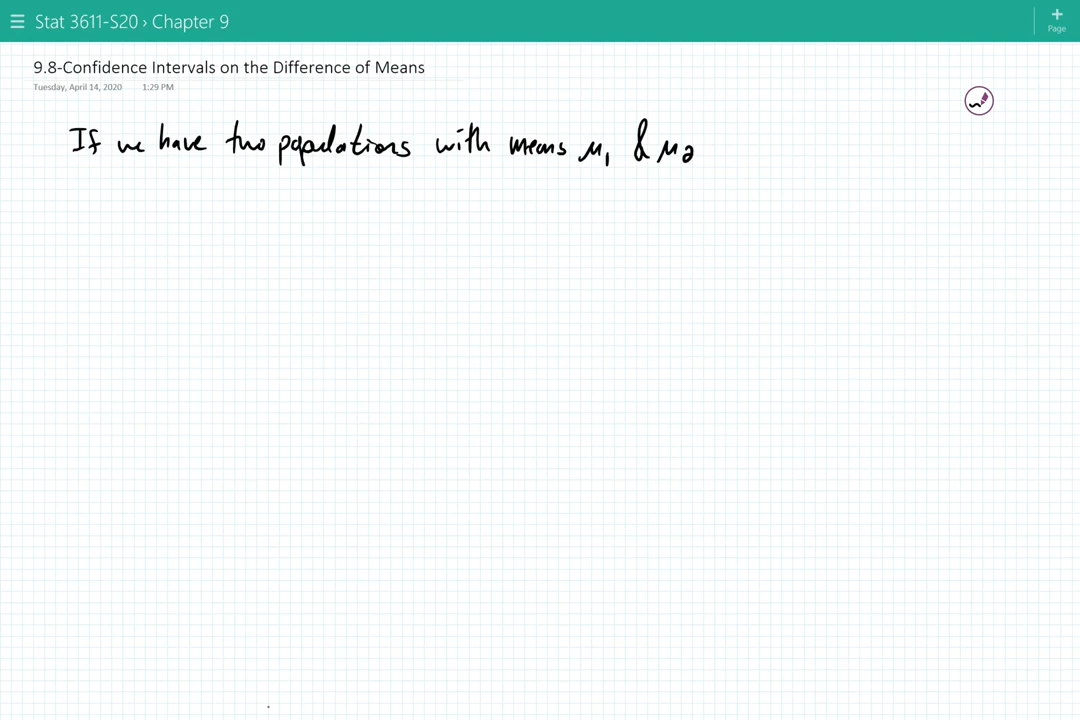 Stat 3611-S20 › Chapter 9
+
Page
9.8-Confidence Intervals on the Difference of Means
Tuesday, April 14, 2020 1:29 PM
If we have two populations with means μ₁ & μ₂